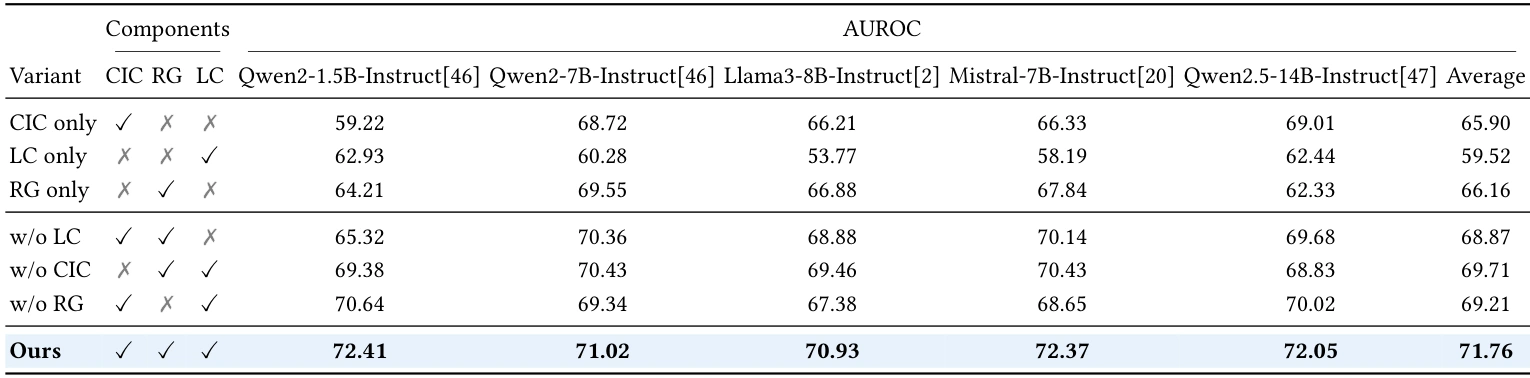 Components AUROC
Variant CIC RG LC Qwen2-1.5B-Instruct[46] Qwen2-7B-Instruct[46] Llama3-8B-Instruct[2] Mistral-7B-Instruct[20] Qwen2.5-14B-Instruct[47] Average
CIC only ✓ ✗ ✗ 59.22 68.72 66.21 66.33 69.01 65.90
LC only ✗ ✗ ✓ 62.93 60.28 53.77 58.19 62.44 59.52
RG only ✗ ✓ ✗ 64.21 69.55 66.88 67.84 62.33 66.16
w/o LC ✓ ✓ ✗ 65.32 70.36 68.88 70.14 69.68 68.87
w/o CIC ✗ ✓ ✓ 69.38 70.43 69.46 70.43 68.83 69.71
w/o RG ✓ ✗ ✓ 70.64 69.34 67.38 68.65 70.02 69.21
Ours ✓ ✓ ✓ 72.41 71.02 70.93 72.37 72.05 71.76